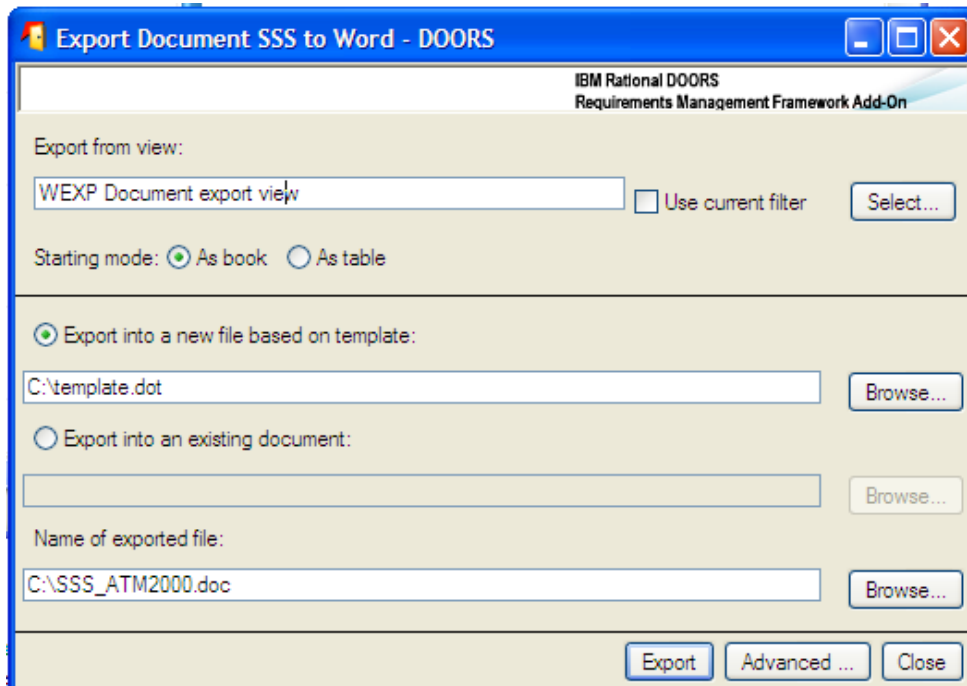 Export Document SSS to Word - DOORS
IBM Rational DOORS
Requirements Management Framework Add-On
Export from view:
WEXP Document export view
Use current filter
Select...
Starting mode: As book As table
Export into a new file based on template:
C:\template.dot
Browse...
Export into an existing document:
Browse...
Name of exported file:
C:\SSS_ATM2000.doc
Browse...
Export Advanced ... Close